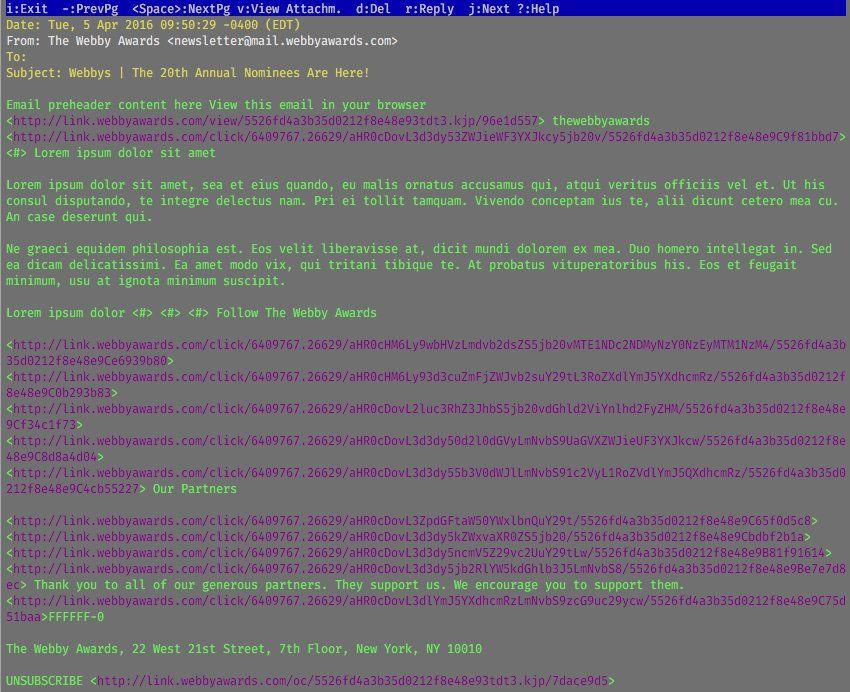 i:Exit  -:PrevPg  <Space>:NextPg v:View Attachm.  d:Del  r:Reply  j:Next ?:Help
Date: Tue, 5 Apr 2016 09:50:29 -0400 (EDT)
From: The Webby Awards <newsletter@mail.webbyawards.com>
To:
Subject: Webbys | The 20th Annual Nominees Are Here!

Email preheader content here View this email in your browser
<http://link.webbyawards.com/view/5526fd4a3b35d0212f8e48e93tdt3.kjp/96e1d557> thewebbyawards
<http://link.webbyawards.com/click/6409767.26629/aHR0cDovL3d3dy53ZWJieWF3YXJkcy5jb20v/5526fd4a3b35d0212f8e48e9C9f81bbd7>
<#> Lorem ipsum dolor sit amet

Lorem ipsum dolor sit amet, sea et eius quando, eu malis ornatus accusamus qui, atqui veritus officiis vel et. Ut his
consul disputando, te integre delectus nam. Pri ei tollit tamquam. Vivendo conceptam ius te, alii dicunt cetero mea cu.
An case deserunt qui.

Ne graeci equidem philosophia est. Eos velit liberavisse at, dicit mundi dolorem ex mea. Duo homero intellegat in. Sed
ea dicam delicatissimi. Ea amet modo vix, qui tritani tibique te. At probatus vituperatoribus his. Eos et feugait
minimum, usu at ignota minimum suscipit.

Lorem ipsum dolor <#> <#> <#> Follow The Webby Awards

<http://link.webbyawards.com/click/6409767.26629/aHR0cHM6Ly9wbHVzLmdvb2dsZS5jb20vMTE1NDc2NDMyNzY0NzEyMTM1NzM4/5526fd4a3b
35d0212f8e48e9Ce6939b80>
<http://link.webbyawards.com/click/6409767.26629/aHR0cHM6Ly93d3cuZmFjZWJvb2suY29tL3RoZXdlYmJ5YXdhcmRz/5526fd4a3b35d0212f
8e48e9C0b293b83>
<http://link.webbyawards.com/click/6409767.26629/aHR0cDovL2luc3RhZ3JhbS5jb20vdGhld2ViYnlhd2FyZHM/5526fd4a3b35d0212f8e48e
9Cf34c1f73>
<http://link.webbyawards.com/click/6409767.26629/aHR0cDovL3d3dy50d2l0dGVyLmNvbS9UaGVXZWJieUF3YXJkcw/5526fd4a3b35d0212f8e
48e9C8d8a4d04>
<http://link.webbyawards.com/click/6409767.26629/aHR0cDovL3d3dy55b3V0dWJlLmNvbS91c2VyL1RoZVdlYmJ5QXdhcmRz/5526fd4a3b35d0
212f8e48e9C4cb55227> Our Partners

<http://link.webbyawards.com/click/6409767.26629/aHR0cDovL3ZpdGFtaW50YWxlbnQuY29t/5526fd4a3b35d0212f8e48e9C65f0d5c8>
<http://link.webbyawards.com/click/6409767.26629/aHR0cDovL3d3dy5kZWxvaXR0ZS5jb20/5526fd4a3b35d0212f8e48e9Cbdbf2b1a>
<http://link.webbyawards.com/click/6409767.26629/aHR0cDovL3d3dy5ncmV5Z29vc2UuY29tLw/5526fd4a3b35d0212f8e48e9B81f91614>
<http://link.webbyawards.com/click/6409767.26629/aHR0cDovL3d3dy5jb2RlYW5kdGhlb3J5LmNvbS8/5526fd4a3b35d0212f8e48e9Be7e7d8
ec> Thank you to all of our generous partners. They support us. We encourage you to support them.
<http://link.webbyawards.com/click/6409767.26629/aHR0cDovL3dlYmJ5YXdhcmRzLmNvbS9zcG9uc29ycw/5526fd4a3b35d0212f8e48e9C75d
51baa>FFFFFF-0

The Webby Awards, 22 West 21st Street, 7th Floor, New York, NY 10010

UNSUBSCRIBE <http://link.webbyawards.com/oc/5526fd4a3b35d0212f8e48e93tdt3.kjp/7dace9d5>